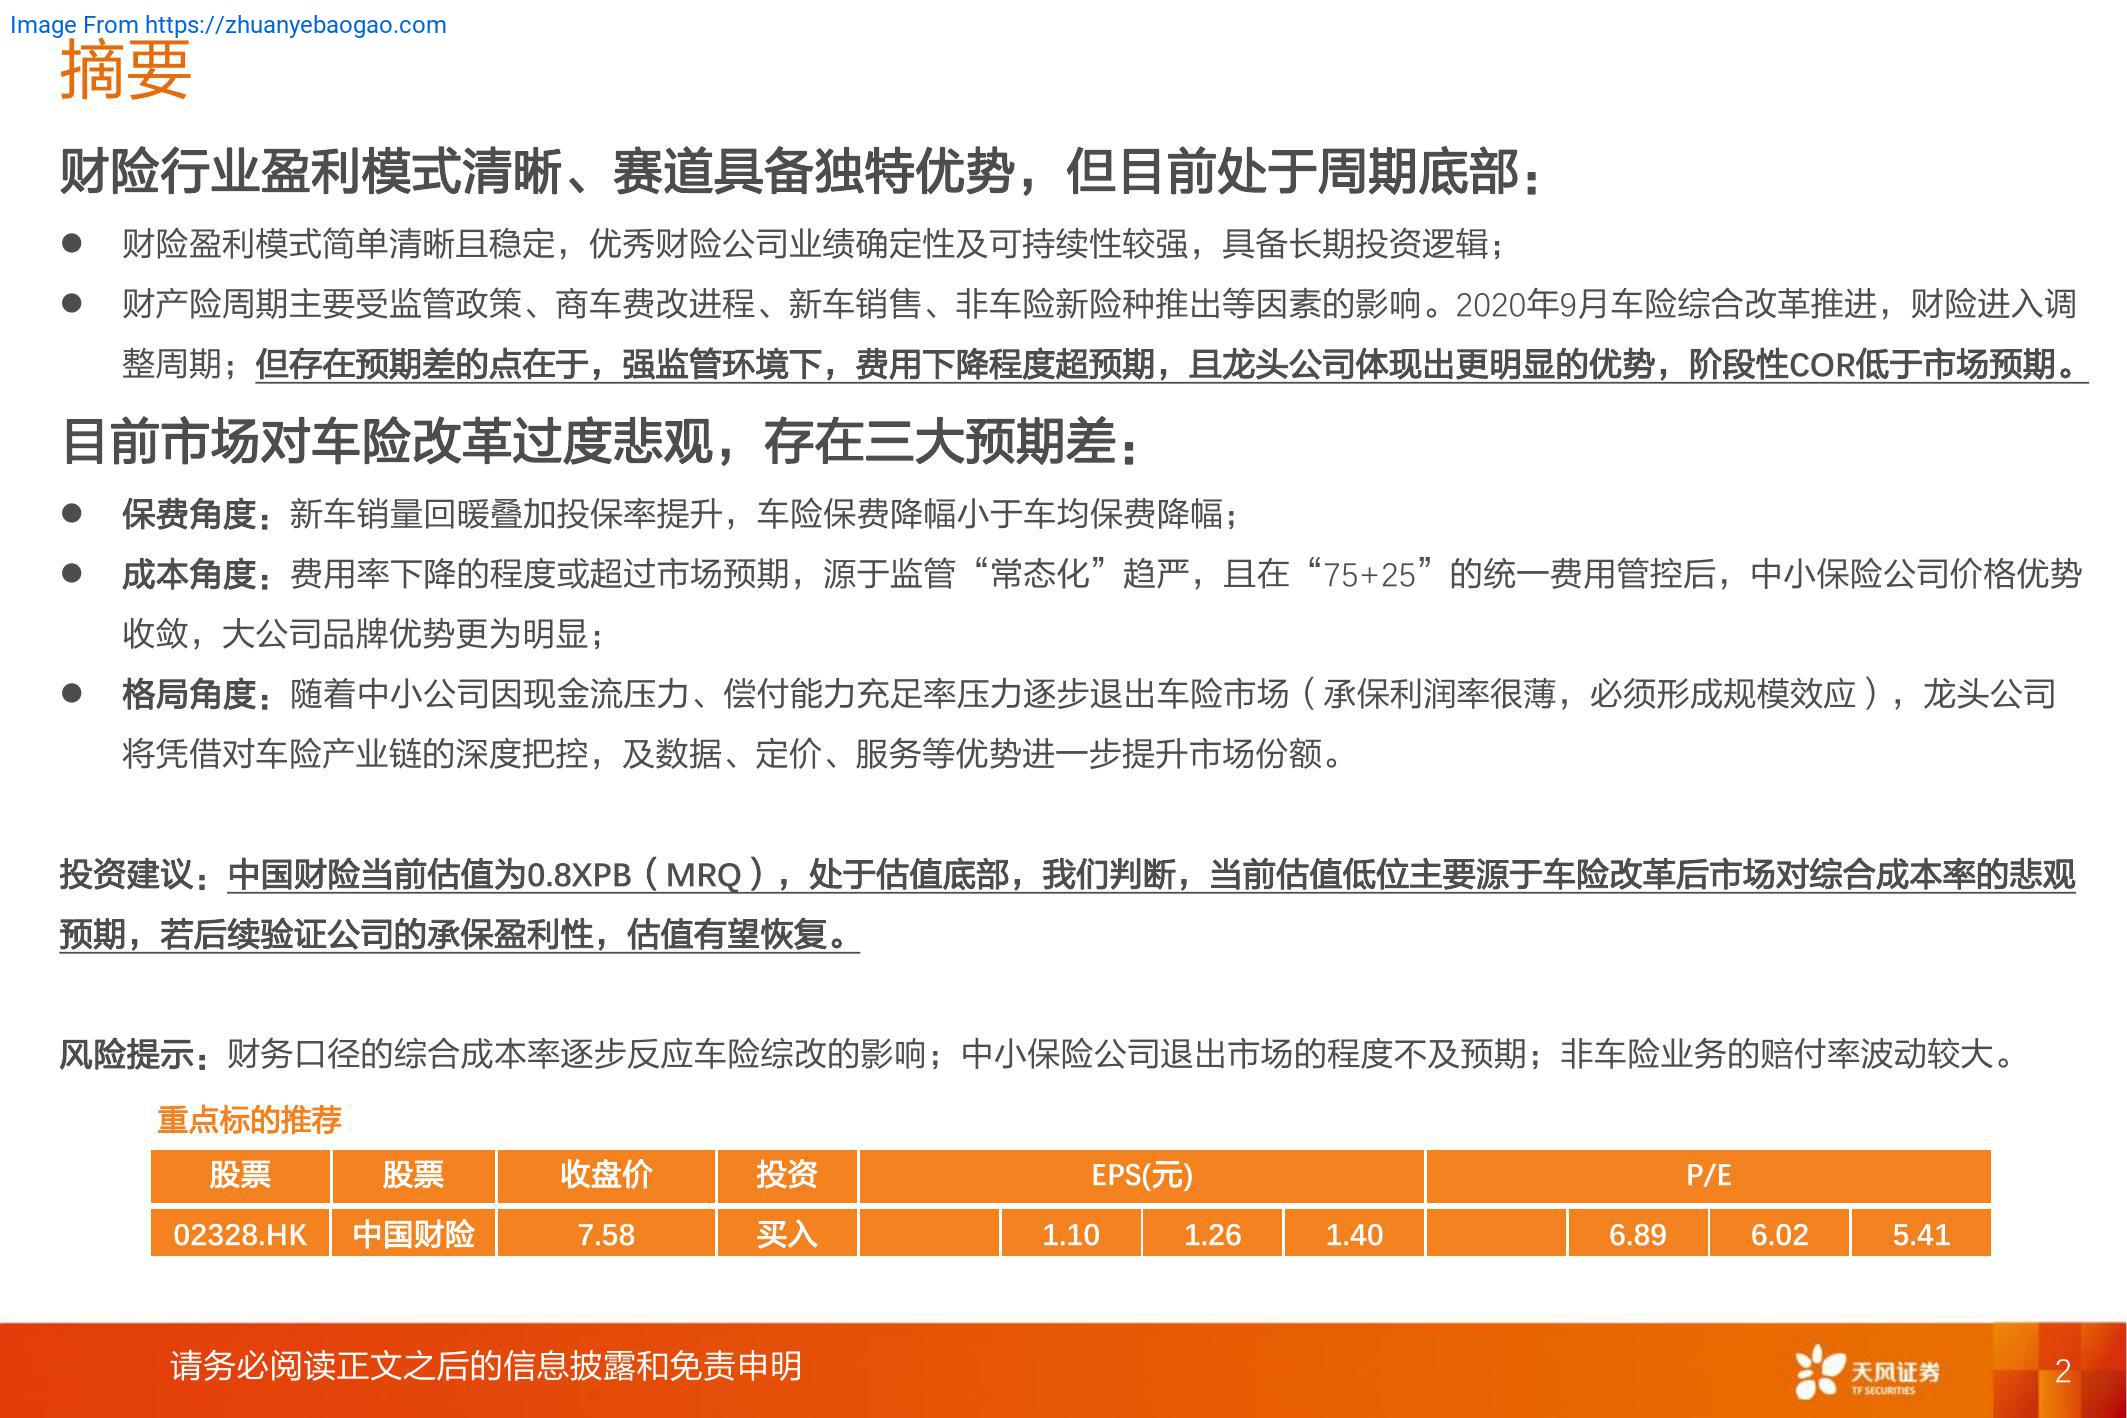 Image From https://zhuanyebaogao.com
摘要
财险行业盈利模式清晰、赛道具备独特优势，但目前处于周期底部：
● 财险盈利模式简单清晰且稳定，优秀财险公司业绩确定性及可持续性较强，具备长期投资逻辑；
● 财产险周期主要受监管政策、商车费改进程、新车销售、非车险新险种推出等因素的影响。2020年9月车险综合改革推进，财险进入调
整周期；但存在预期差的点在于，强监管环境下，费用下降程度超预期，且龙头公司体现出更明显的优势，阶段性COR低于市场预期。
目前市场对车险改革过度悲观，存在三大预期差：
● 保费角度：新车销量回暖叠加投保率提升，车险保费降幅小于车均保费降幅；
● 成本角度：费用率下降的程度或超过市场预期，源于监管“常态化”趋严，且在“75+25”的统一费用管控后，中小保险公司价格优势
收敛，大公司品牌优势更为明显；
● 格局角度：随着中小公司因现金流压力、偿付能力充足率压力逐步退出车险市场（承保利润率很薄，必须形成规模效应），龙头公司
将凭借对车险产业链的深度把控，及数据、定价、服务等优势进一步提升市场份额。
投资建议：中国财险当前估值为0.8XPB（MRQ），处于估值底部，我们判断，当前估值低位主要源于车险改革后市场对综合成本率的悲观
预期，若后续验证公司的承保盈利性，估值有望恢复。
风险提示：财务口径的综合成本率逐步反应车险综改的影响；中小保险公司退出市场的程度不及预期；非车险业务的赔付率波动较大。
重点标的推荐
股票 股票 收盘价 投资 EPS(元) P/E
02328.HK 中国财险 7.58 买入 1.10 1.26 1.40 6.89 6.02 5.41
请务必阅读正文之后的信息披露和免责申明
天风证券
TF SECURITIES
2